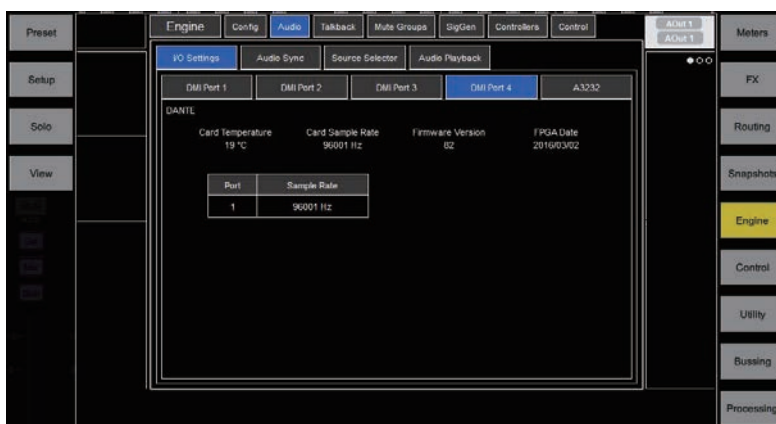 Preset
Setup
Solo
View
Engine Config Audio Talkback Mute Groups SigGen Controllers Control
I/O Settings Audio Sync Source Selector Audio Playback
DMI Port 1 DMI Port 2 DMI Port 3 DMI Port 4 A3232
DANTE
Card Temperature Card Sample Rate Firmware Version FPGA Date
19 °C 96001 Hz 82 2016/03/02
Port Sample Rate
1 96001 Hz
AOut 1
AOut 1
Meters
FX
Routing
Snapshots
Engine
Control
Utility
Bussing
Processing